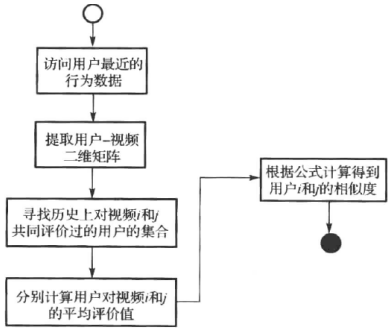 访问用户最近的
行为数据
提取用户-视频
二维矩阵
寻找历史上对视频i和j
共同评价过的用户的集合
分别计算用户对视频i和j
的平均评价值
根据公式计算得到
用户i和j的相似度